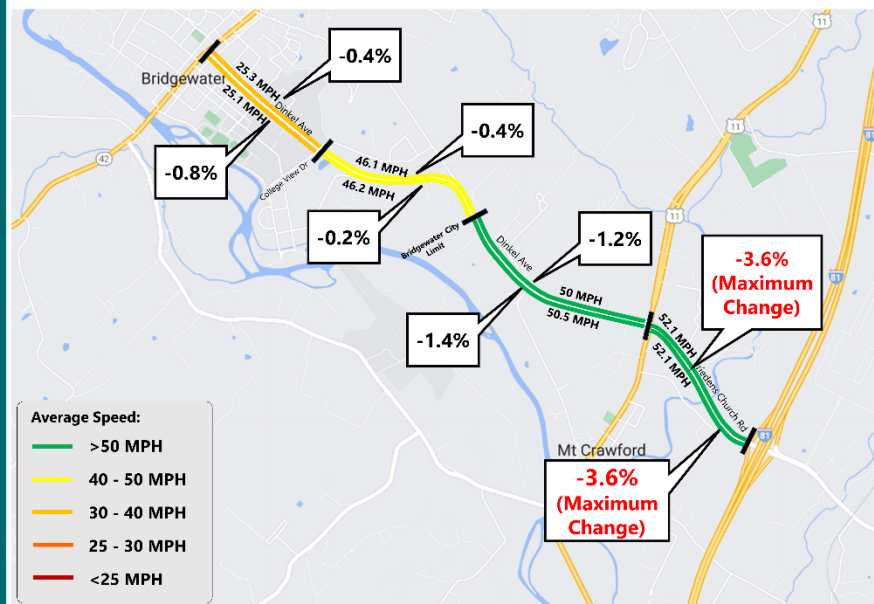 11
-0.4%
Bridgewater
25.3 MPH
Dinkel Ave
25.1 MPH
-0.4%
11
81
42
-0.8%
College View Dr
46.1 MPH
46.2 MPH
11
-0.2%
Bridgewater City
Limit
Dinkel Ave
-1.2%
-3.6%
(Maximum
Change)
81
50 MPH
50.5 MPH
-1.4%
52.1 MPH
52.1 MPH
riedens Church Rd
81
Mt Crawford
-3.6%
(Maximum
Change)
Average Speed:
>50 MPH
40 - 50 MPH
30 - 40 MPH
25 - 30 MPH
<25 MPH